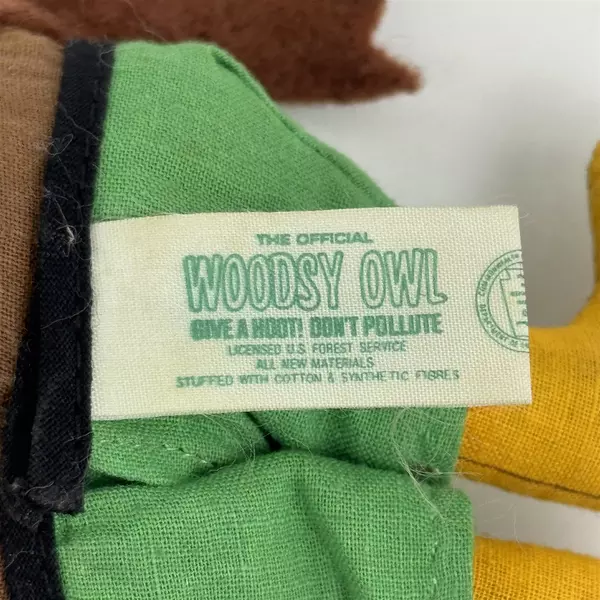 THE OFFICIAL
WOODSY OWL
GIVE A HOOT! DON'T POLLUTE
LICENSED U.S. FOREST SERVICE
ALL NEW MATERIALS
STUFFED WITH COTTON & SYNTHETIC FIBRES